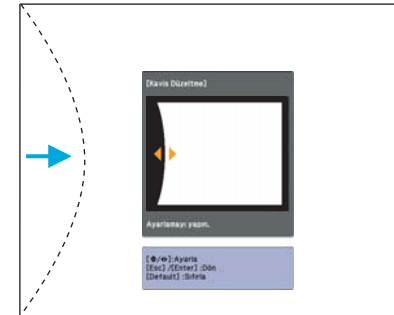 [Kavis Düzeltme]
Ayarlamayı yapın.
[◆/◆]:Ayarla
[Esc] /[Enter] :Dön
[Default] :Sıfırla